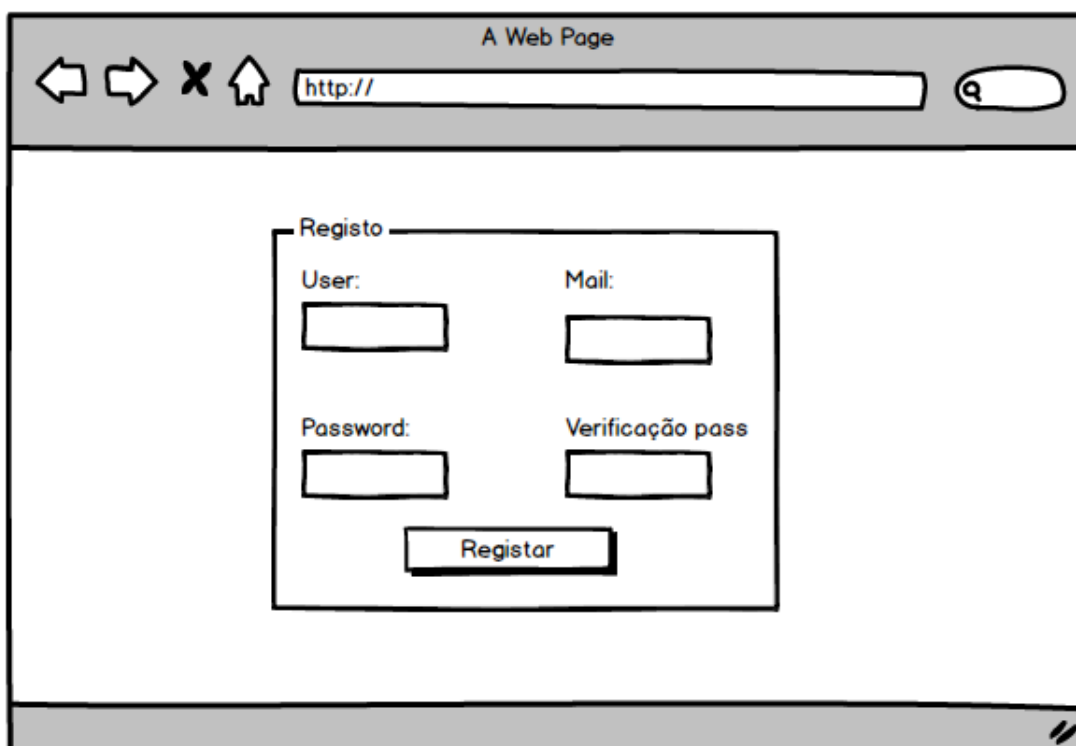 A Web Page
http://
Registo
User:
Mail:
Password:
Verificação pass
Registar